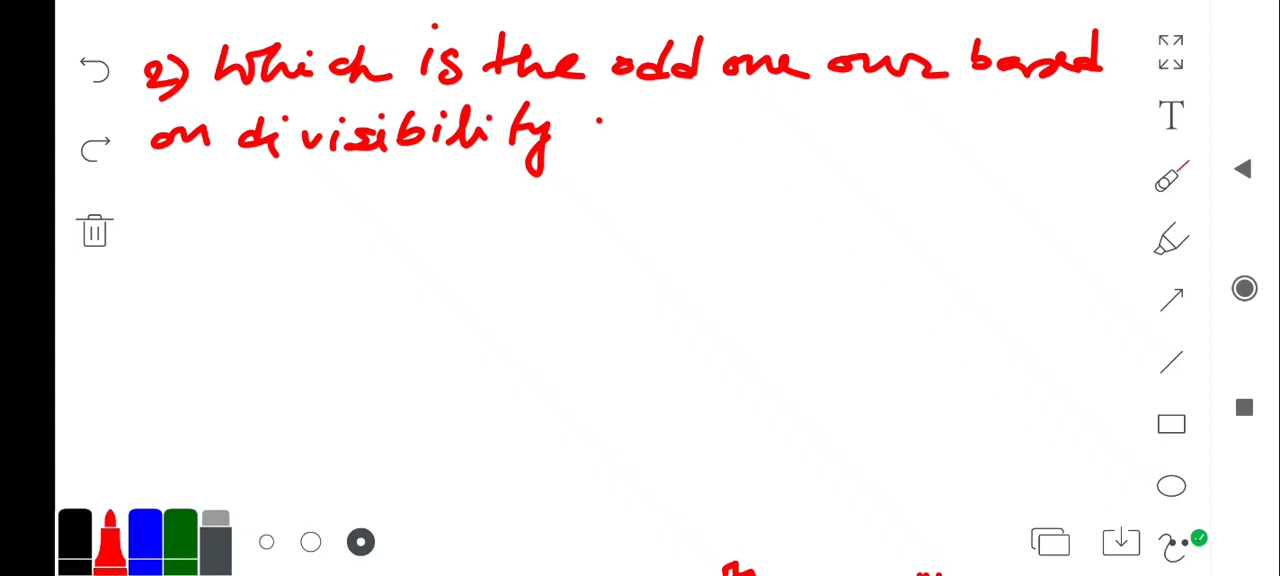 2) Which is the odd one our based
on divisibility :
T